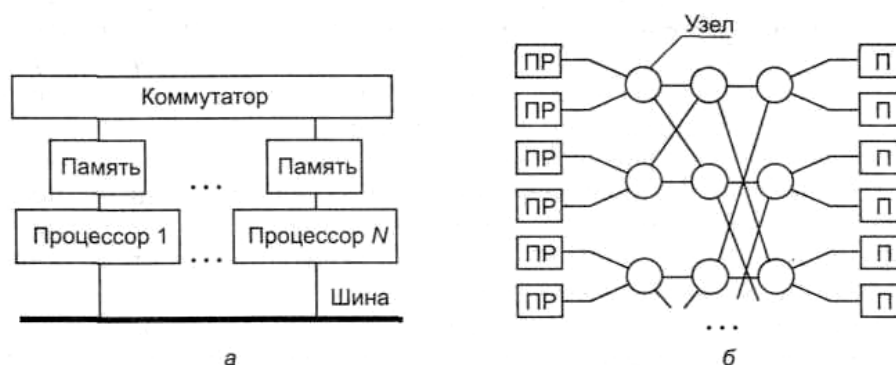 Коммутатор
Память ... Память
Процессор 1 ... Процессор N
Шина
а
Узел
ПР П
ПР П
ПР П
ПР П
ПР П
ПР П
...
б